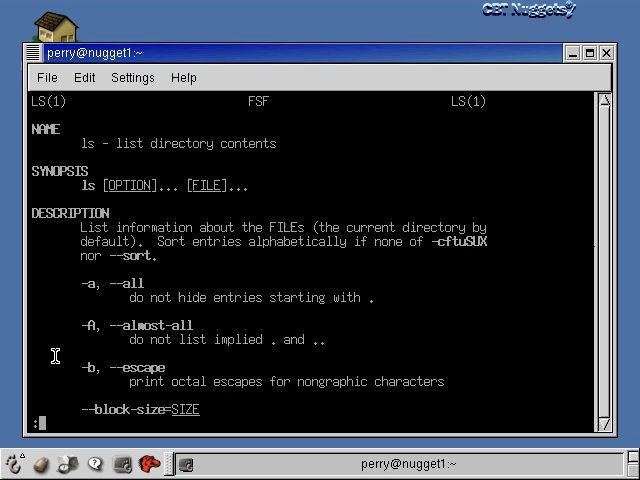 CBT Nuggets
perry@nugget1:~
File Edit Settings Help
LS(1) FSF LS(1)
NAME
ls - list directory contents
SYNOPSIS
ls [OPTION]... [FILE]...
DESCRIPTION
List information about the FILEs (the current directory by
default). Sort entries alphabetically if none of -cftuSUX
nor --sort.
-a, --all
do not hide entries starting with .
-A, --almost-all
do not list implied . and ..
-b, --escape
print octal escapes for nongraphic characters
--block-size=SIZE
:
perry@nugget1:~